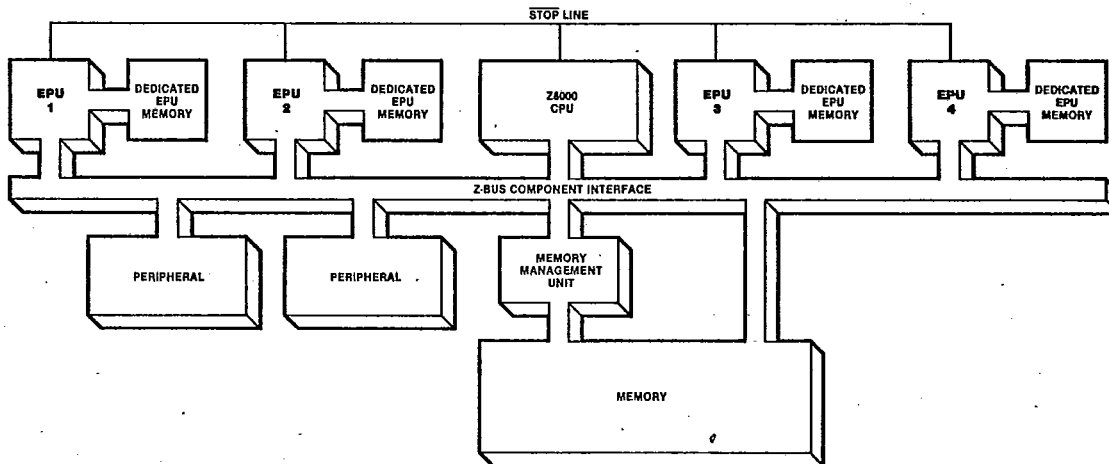 STOP LINE
EPU
1
DEDICATED
EPU
MEMORY
EPU
2
DEDICATED
EPU
MEMORY
Z8000
CPU
EPU
3
DEDICATED
EPU
MEMORY
EPU
4
DEDICATED
EPU
MEMORY
Z-BUS COMPONENT INTERFACE
PERIPHERAL
PERIPHERAL
MEMORY
MANAGEMENT
UNIT
MEMORY